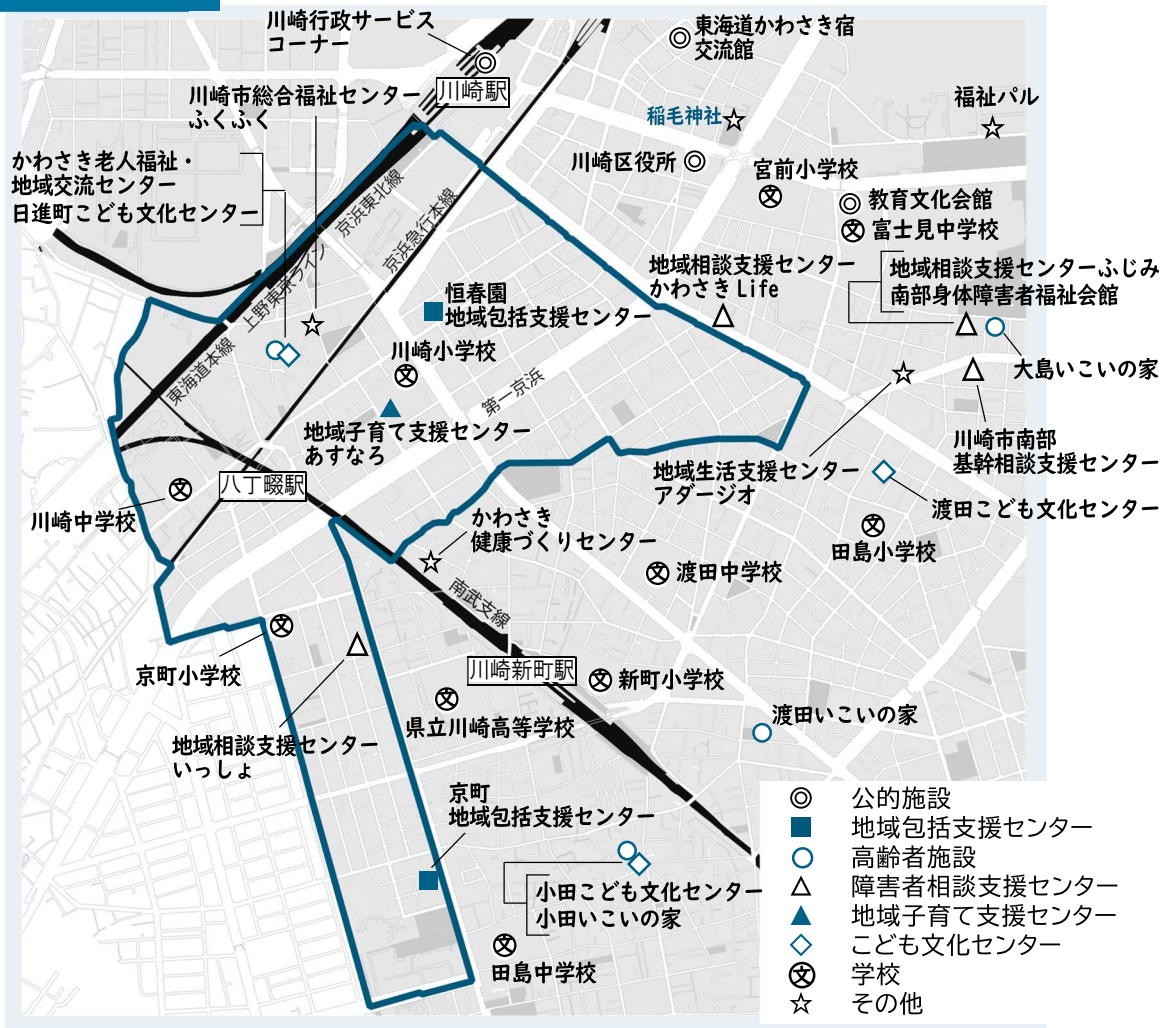 川崎行政サービス
コーナー
東海道かわさき宿
交流館
川崎駅
川崎市総合福祉センター
ふくふく
稲毛神社
福祉パル
かわさき老人福祉・
地域交流センター
日進町こども文化センター
川崎区役所
宮前小学校
教育文化会館
富士見中学校
京浜東北線
京浜急行本線
上野東京ライン
東海道本線
地域相談支援センター
かわさきLife
地域相談支援センターふじみ
南部身体障害者福祉会館
恒春園
地域包括支援センター
川崎小学校
第一京浜
大島いこいの家
地域子育て支援センター
あすなろ
川崎市南部
基幹相談支援センター
地域生活支援センター
アダージオ
八丁畷駅
川崎中学校
渡田こども文化センター
かわさき
健康づくりセンター
田島小学校
渡田中学校
南武支線
京町小学校
川崎新町駅
新町小学校
県立川崎高等学校
渡田いこいの家
地域相談支援センター
いっしょ
京町
地域包括支援センター
小田こども文化センター
小田いこいの家
田島中学校
公的施設
地域包括支援センター
高齢者施設
障害者相談支援センター
地域子育て支援センター
こども文化センター
文 学校
その他